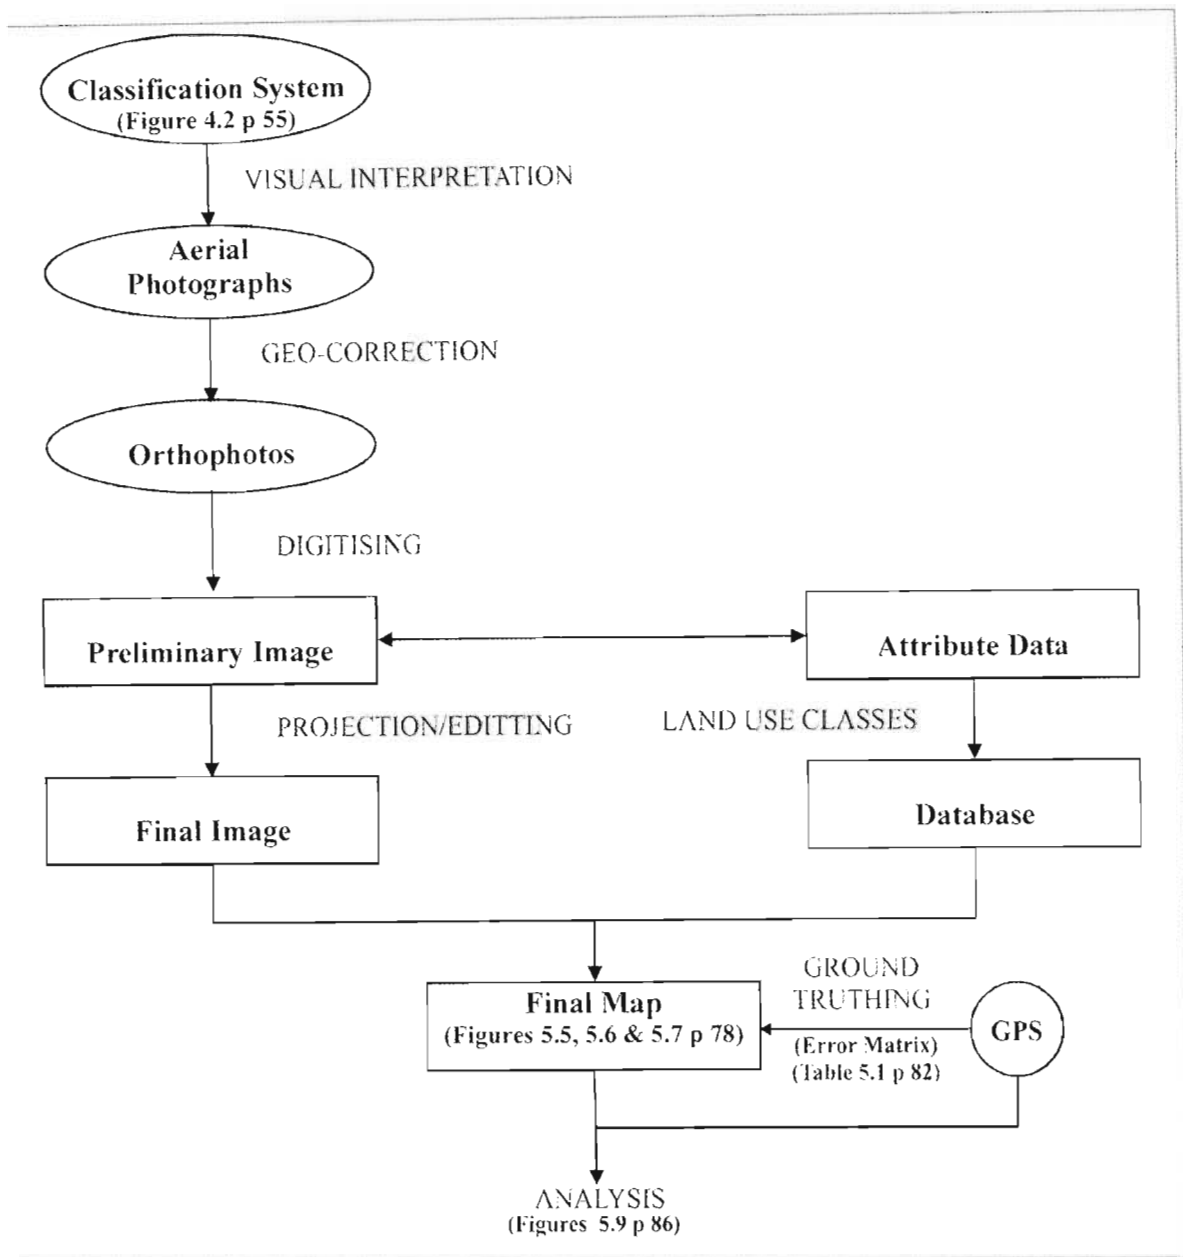 Classification System
(Figure 4.2 p 55)
VISUAL INTERPRETATION
Aerial
Photographs
GEO-CORRECTION
Orthophotos
DIGITISING
Preliminary Image
Attribute Data
PROJECTION/EDITTING
LAND USE CLASSES
Final Image
Database
GROUND
TRUTHING
Final Map
(Figures 5.5, 5.6 & 5.7 p 78)
GPS
(Error Matrix)
(Table 5.1 p 82)
ANALYSIS
(Figures 5.9 p 86)